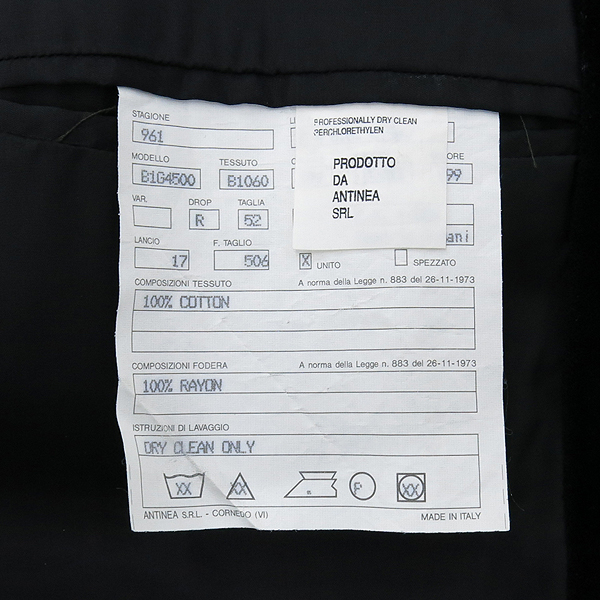 STAGIONE
961
PROFESSIONALLY DRY CLEAN
PERCHLORETHYLEN
MODELLO TESSUTO
B1G4500 B1060 99
PRODOTTO
DA
ANTINEA
SRL
VAR. DROP TAGLIA
R 52
ani
LANCIO F. TAGLIO
17 506 X UNITO SPEZZATO
COMPOSIZIONI TESSUTO A norma della Legge n. 883 del 26-11-1973
100% COTTON
COMPOSIZIONI FODERA A norma della Legge n. 883 del 26-11-1973
100% RAYON
ISTRUZIONI DI LAVAGGIO
DRY CLEAN ONLY
XX XX P XX
ANTINEA S.R.L. - CORNEDO (VI) MADE IN ITALY